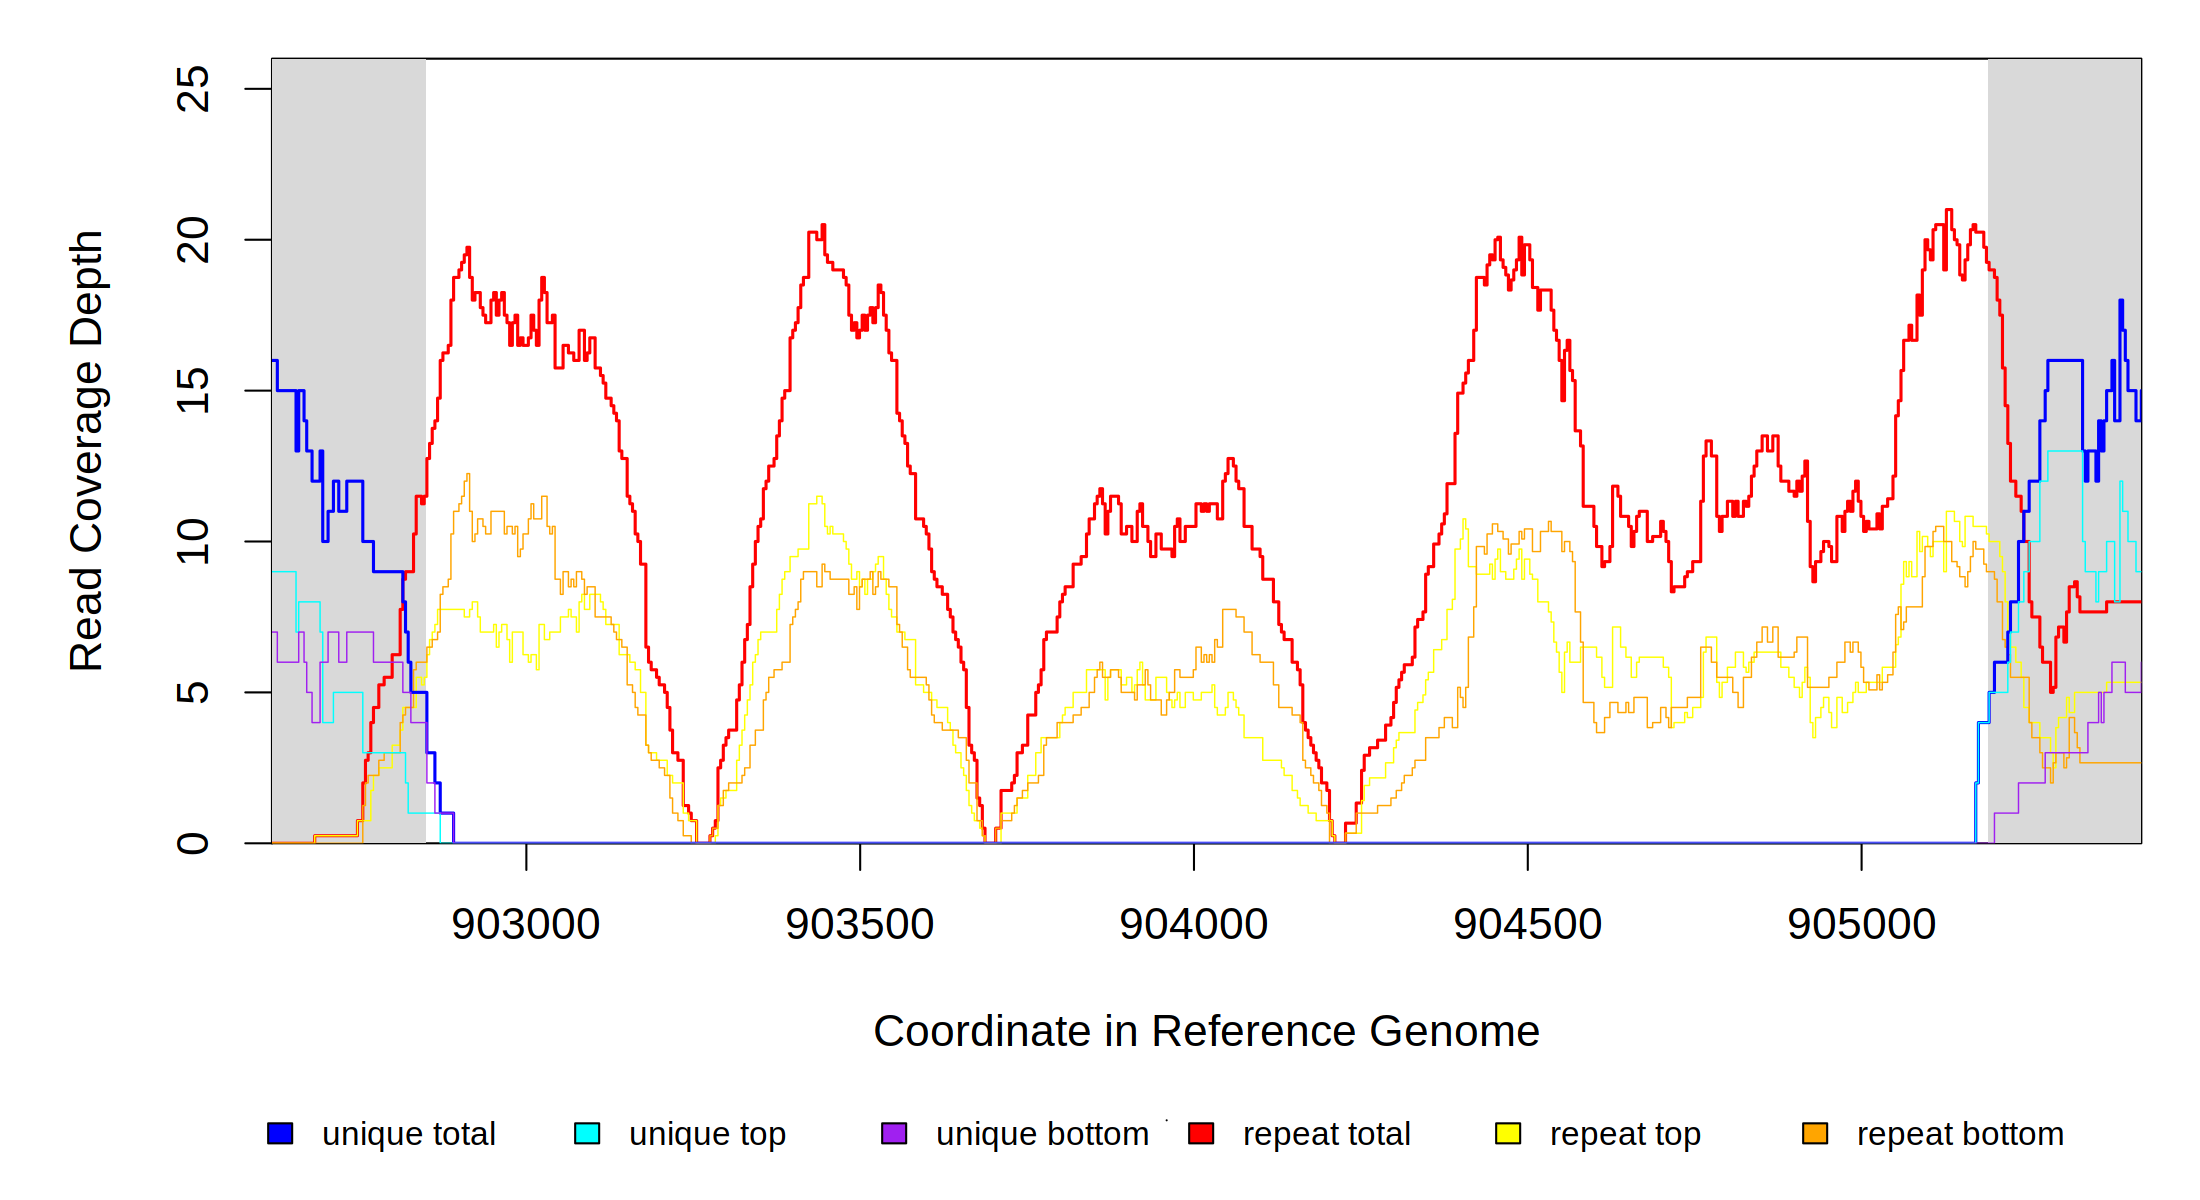 25
20
15
10
5
0
Read Coverage Depth
903000 903500 904000 904500 905000
Coordinate in Reference Genome
unique total unique top unique bottom repeat total repeat top repeat bottom